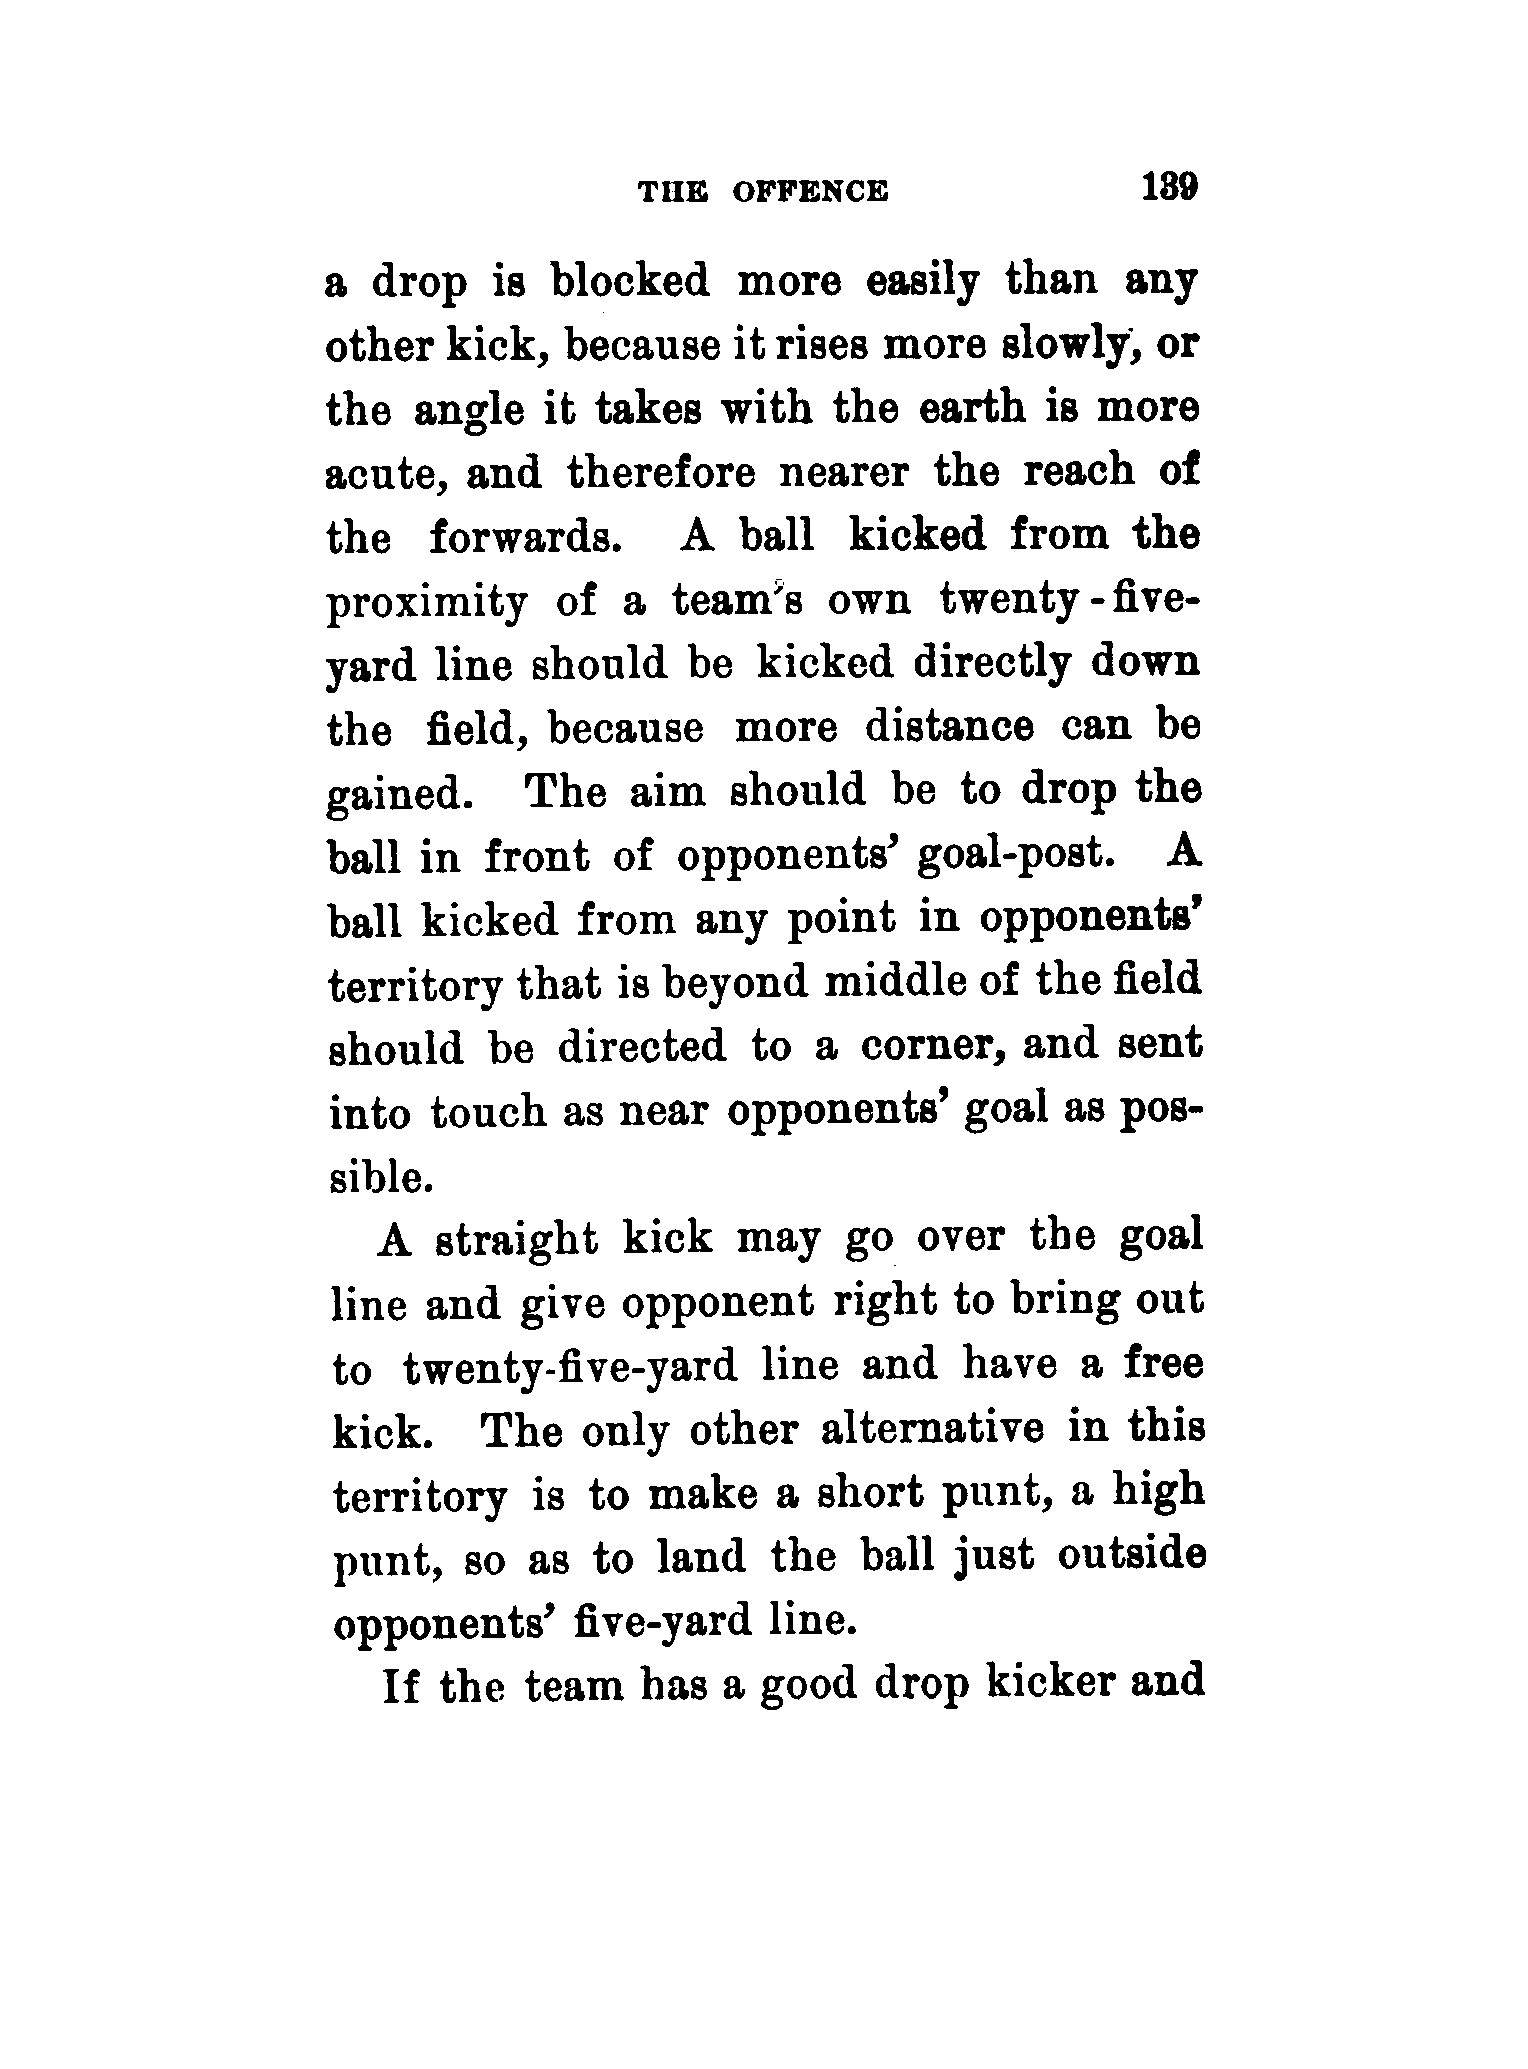 THE OFFENCE 139
a drop is blocked more easily than any
other kick, because it rises more slowly, or
the angle it takes with the earth is more
acute, and therefore nearer the reach of
the forwards. A ball kicked from the
proximity of a team's own twenty-five-
yard line should be kicked directly down
the field, because more distance can be
gained. The aim should be to drop the
ball in front of opponents' goal-post. A
ball kicked from any point in opponents'
territory that is beyond middle of the field
should be directed to a corner, and sent
into touch as near opponents' goal as pos-
sible.
A straight kick may go over the goal
line and give opponent right to bring out
to twenty-five-yard line and have a free
kick. The only other alternative in this
territory is to make a short punt, a high
punt, so as to land the ball just outside
opponents' five-yard line.
If the team has a good drop kicker and